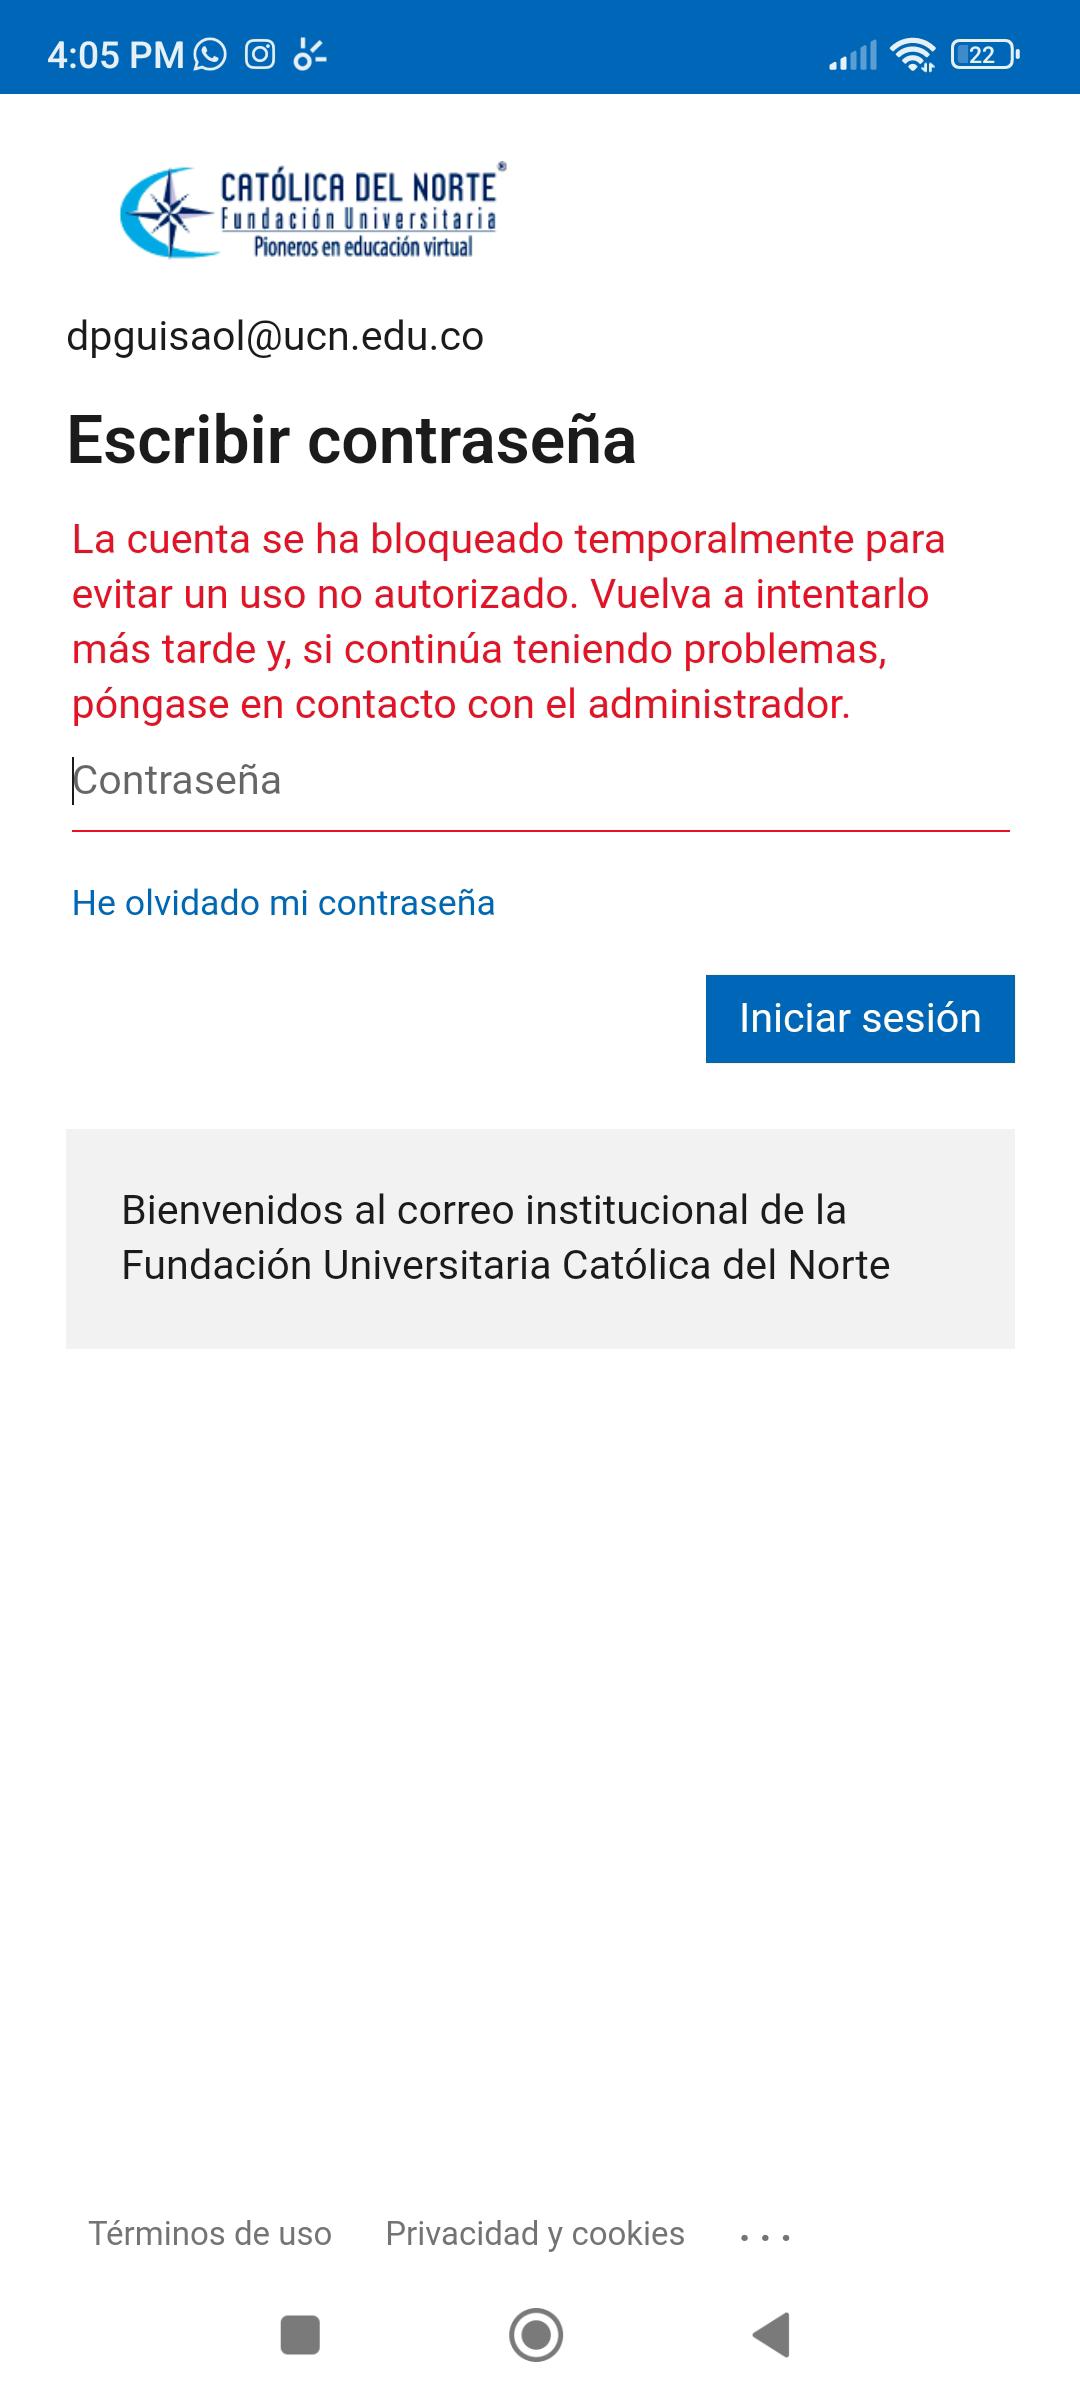 4:05 PM
22
CATÓLICA DEL NORTE®
Fundación Universitaria
Pioneros en educación virtual
dpguisaol@ucn.edu.co
Escribir contraseña
La cuenta se ha bloqueado temporalmente para
evitar un uso no autorizado. Vuelva a intentarlo
más tarde y, si continúa teniendo problemas,
póngase en contacto con el administrador.
Contraseña
He olvidado mi contraseña
Iniciar sesión
Bienvenidos al correo institucional de la
Fundación Universitaria Católica del Norte
Términos de uso Privacidad y cookies ...